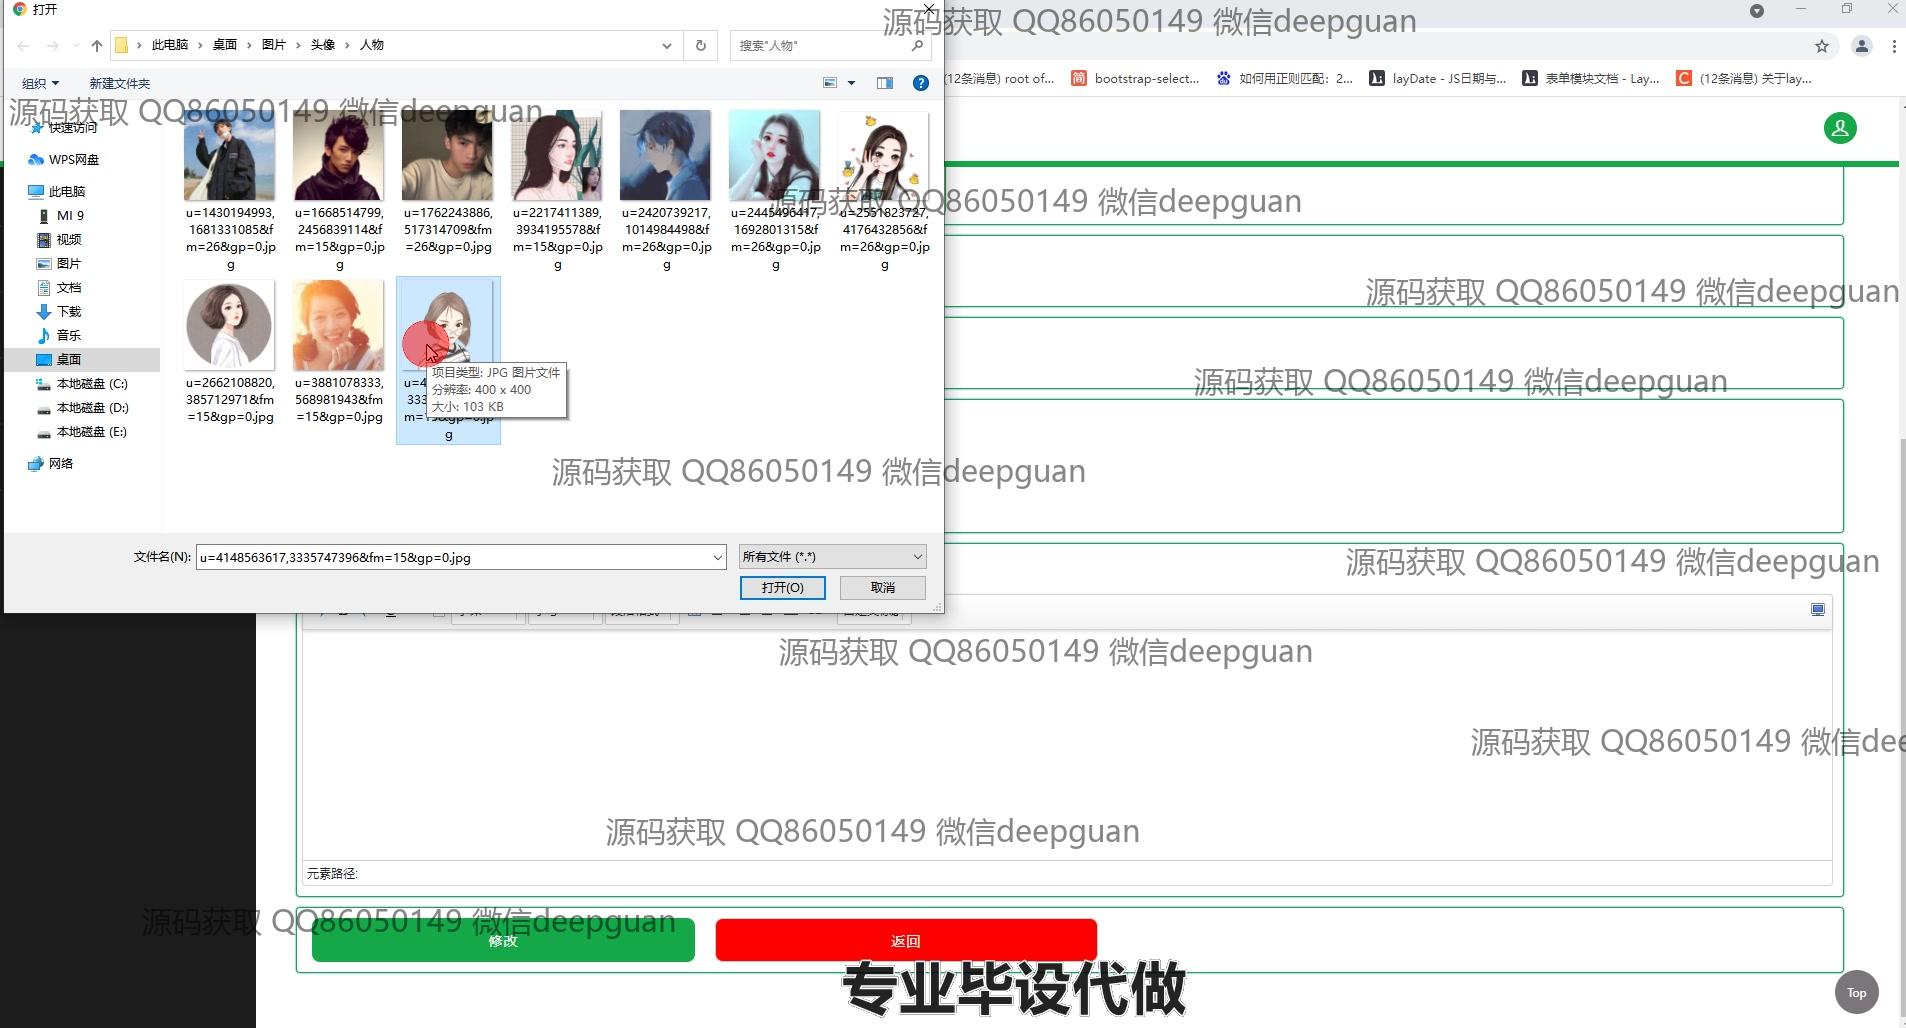 打开
源码获取 QQ86050149 微信deepguan
此电脑 › 桌面 › 图片 › 头像 › 人物
搜索"人物"
(12条消息) root of...
bootstrap-select...
如何用正则匹配：2...
layDate - JS日期与...
表单模块文档 - Lay...
(12条消息) 关于lay...
组织
新建文件夹
源码获取 QQ86050149 微信deepguan
快速访问
WPS网盘
此电脑
MI 9
视频
图片
文档
下载
音乐
桌面
本地磁盘 (C:)
本地磁盘 (D:)
本地磁盘 (E:)
网络
u=1430194993,
1681331085&f
m=26&gp=0.jp
g
u=1668514799,
2456839114&f
m=15&gp=0.jp
g
u=1762243886,
517314709&fm
=26&gp=0.jpg
u=2217411389,
3934195578&f
m=15&gp=0.jp
g
u=2420739217,
1014984498&f
m=26&gp=0.jp
g
u=2445496417,
1692801315&f
m=26&gp=0.jp
g
u=2551823727,
4176432856&f
m=26&gp=0.jp
g
源码获取 QQ86050149 微信deepguan
源码获取 QQ86050149 微信deepguan
u=2662108820,
385712971&fm
=15&gp=0.jpg
u=3881078333,
568981943&fm
=15&gp=0.jpg
u=4
333
m=15&gp=0.jp
g
项目类型: JPG 图片文件
分辨率: 400 x 400
大小: 103 KB
源码获取 QQ86050149 微信deepguan
源码获取 QQ86050149 微信deepguan
文件名(N):
u=4148563617,3335747396&fm=15&gp=0.jpg
所有文件 (*.*)
打开(O)
取消
源码获取 QQ86050149 微信deepguan
源码获取 QQ86050149 微信deepguan
源码获取 QQ86050149 微信dee
源码获取 QQ86050149 微信deepguan
元素路径:
源码获取 QQ86050149 微信deepguan
修改
返回
专业毕设代做
Top